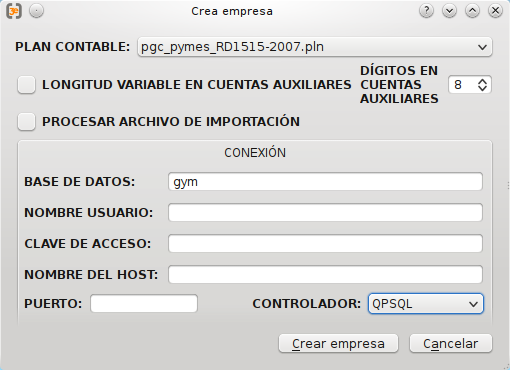 Crea empresa
PLAN CONTABLE: pgc_pymes_RD1515-2007.pln
LONGITUD VARIABLE EN CUENTAS AUXILIARES
DÍGITOS EN
CUENTAS
AUXILIARES
8
PROCESAR ARCHIVO DE IMPORTACIÓN
CONEXIÓN
BASE DE DATOS: gym
NOMBRE USUARIO:
CLAVE DE ACCESO:
NOMBRE DEL HOST:
PUERTO: CONTROLADOR: QPSQL
Crear empresa Cancelar